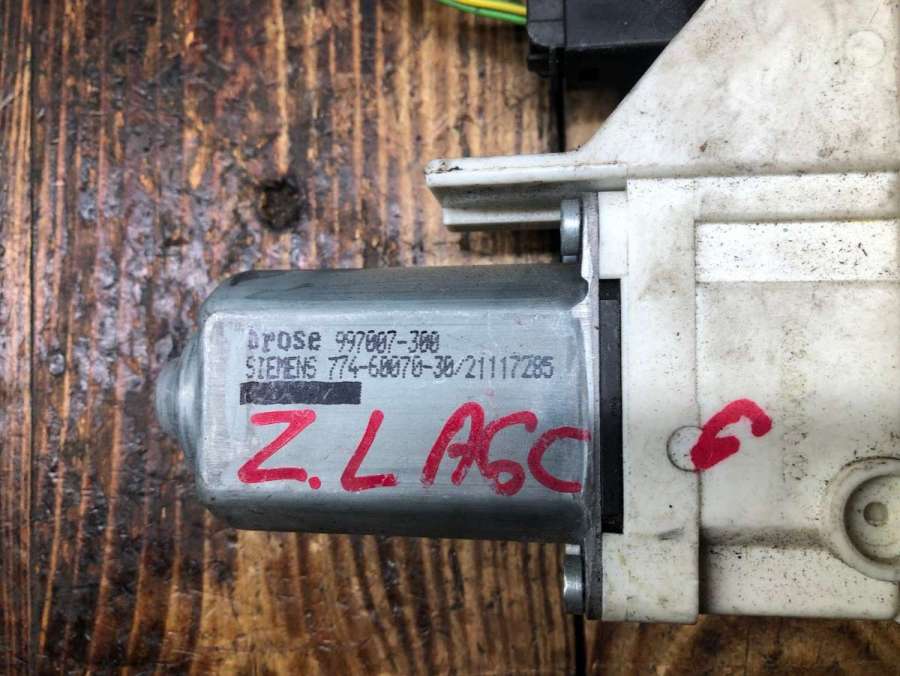 brose 997007-300
SIEMENS 774-60070-30/21117285
Z.L A6C
6